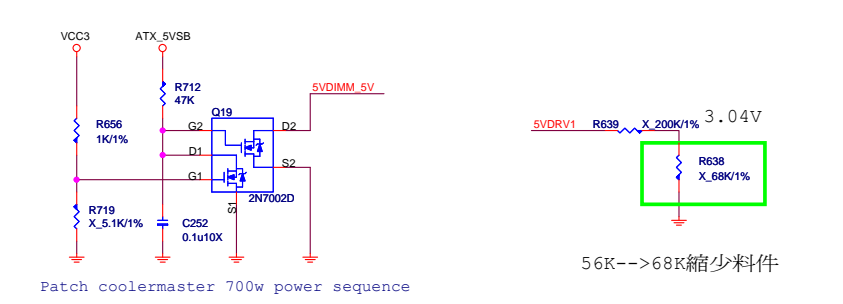 VCC3
ATX_5VSB
R712
47K
5VDIMM_5V
Q19
R656
1K/1%
G2
D2
D1
S2
G1
2N7002D
S1
R719
X_5.1K/1%
C252
0.1u10X
Patch coolermaster 700w power sequence
5VDRV1
R639
X_200K/1%
3.04V
R638
X_68K/1%
56K-->68K縮少料件